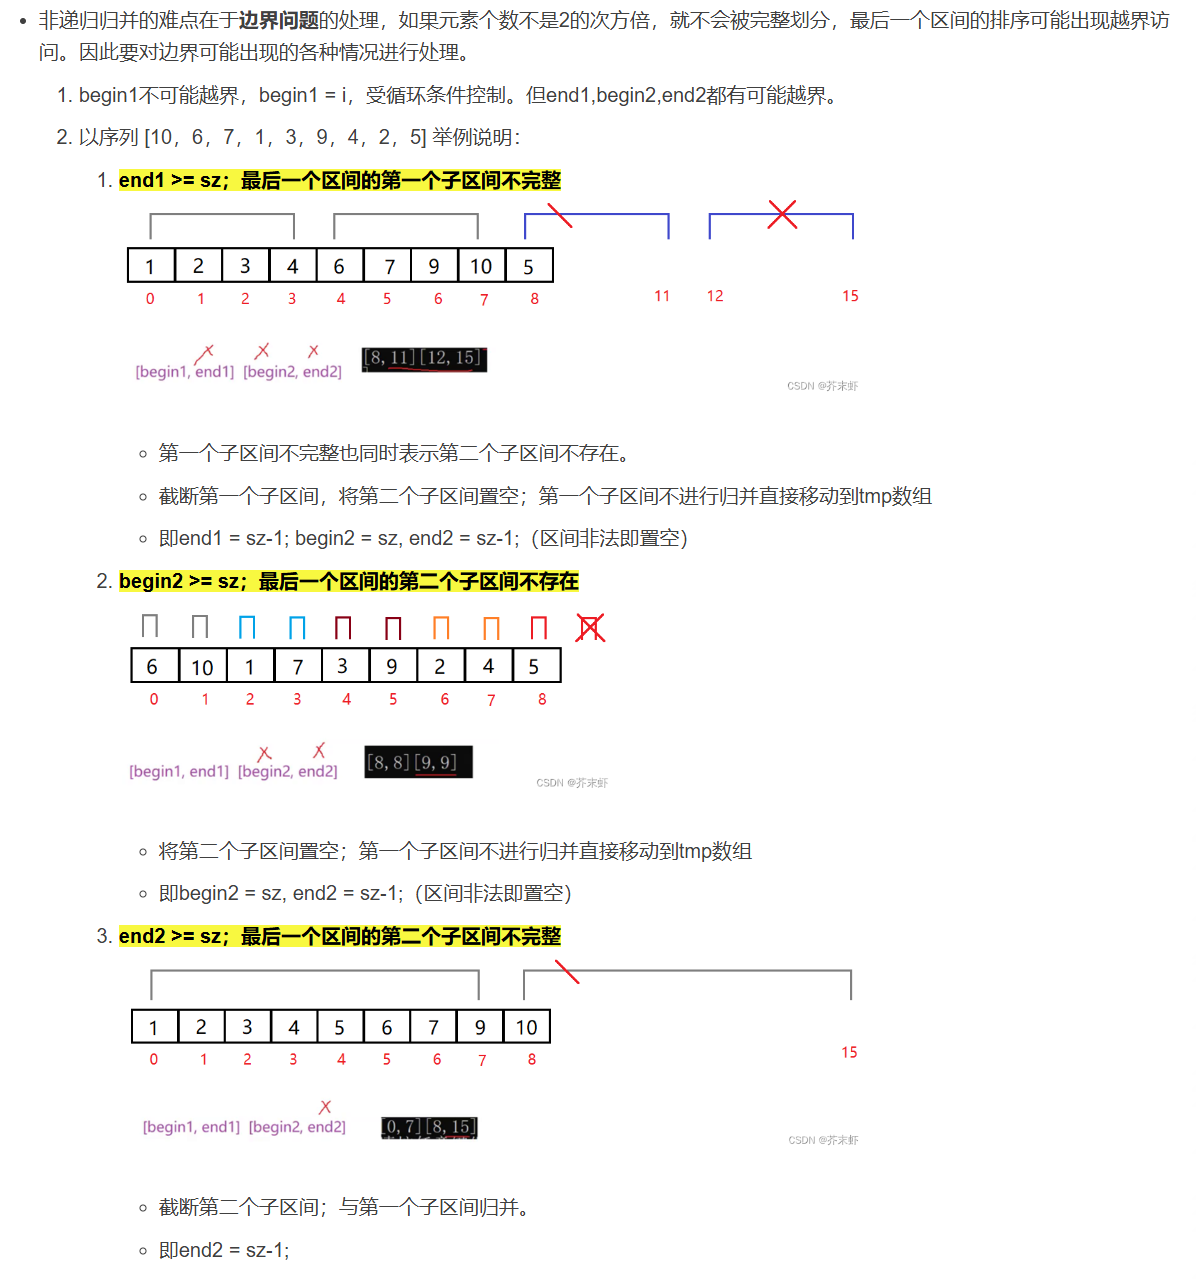 非递归归并的难点在于边界问题的处理，如果元素个数不是2的次方倍，就不会被完整划分，最后一个区间的排序可能出现越界访
问。因此要对边界可能出现的各种情况进行处理。
1. begin1不可能越界，begin1 = i，受循环条件控制。但end1,begin2,end2都有可能越界。
2. 以序列 [10，6，7，1，3，9，4，2，5] 举例说明：
1. end1 >= sz；最后一个区间的第一个子区间不完整
1 2 3 4 6 7 9 10 5
0 1 2 3 4 5 6 7 8 11 12 15
[begin1, end1] [begin2, end2] [8,11][12,15]
CSDN @芥末虾
第一个子区间不完整也同时表示第二个子区间不存在。
截断第一个子区间，将第二个子区间置空；第一个子区间不进行归并直接移动到tmp数组
即end1 = sz-1; begin2 = sz, end2 = sz-1;（区间非法即置空）
2. begin2 >= sz；最后一个区间的第二个子区间不存在
6 10 1 7 3 9 2 4 5
0 1 2 3 4 5 6 7 8
[begin1, end1] [begin2, end2] [8,8][9,9]
CSDN @芥末虾
将第二个子区间置空；第一个子区间不进行归并直接移动到tmp数组
即begin2 = sz, end2 = sz-1;（区间非法即置空）
3. end2 >= sz；最后一个区间的第二个子区间不完整
1 2 3 4 5 6 7 9 10
0 1 2 3 4 5 6 7 8 15
[begin1, end1] [begin2, end2] [0,7][8,15]
CSDN @芥末虾
截断第二个子区间；与第一个子区间归并。
即end2 = sz-1;